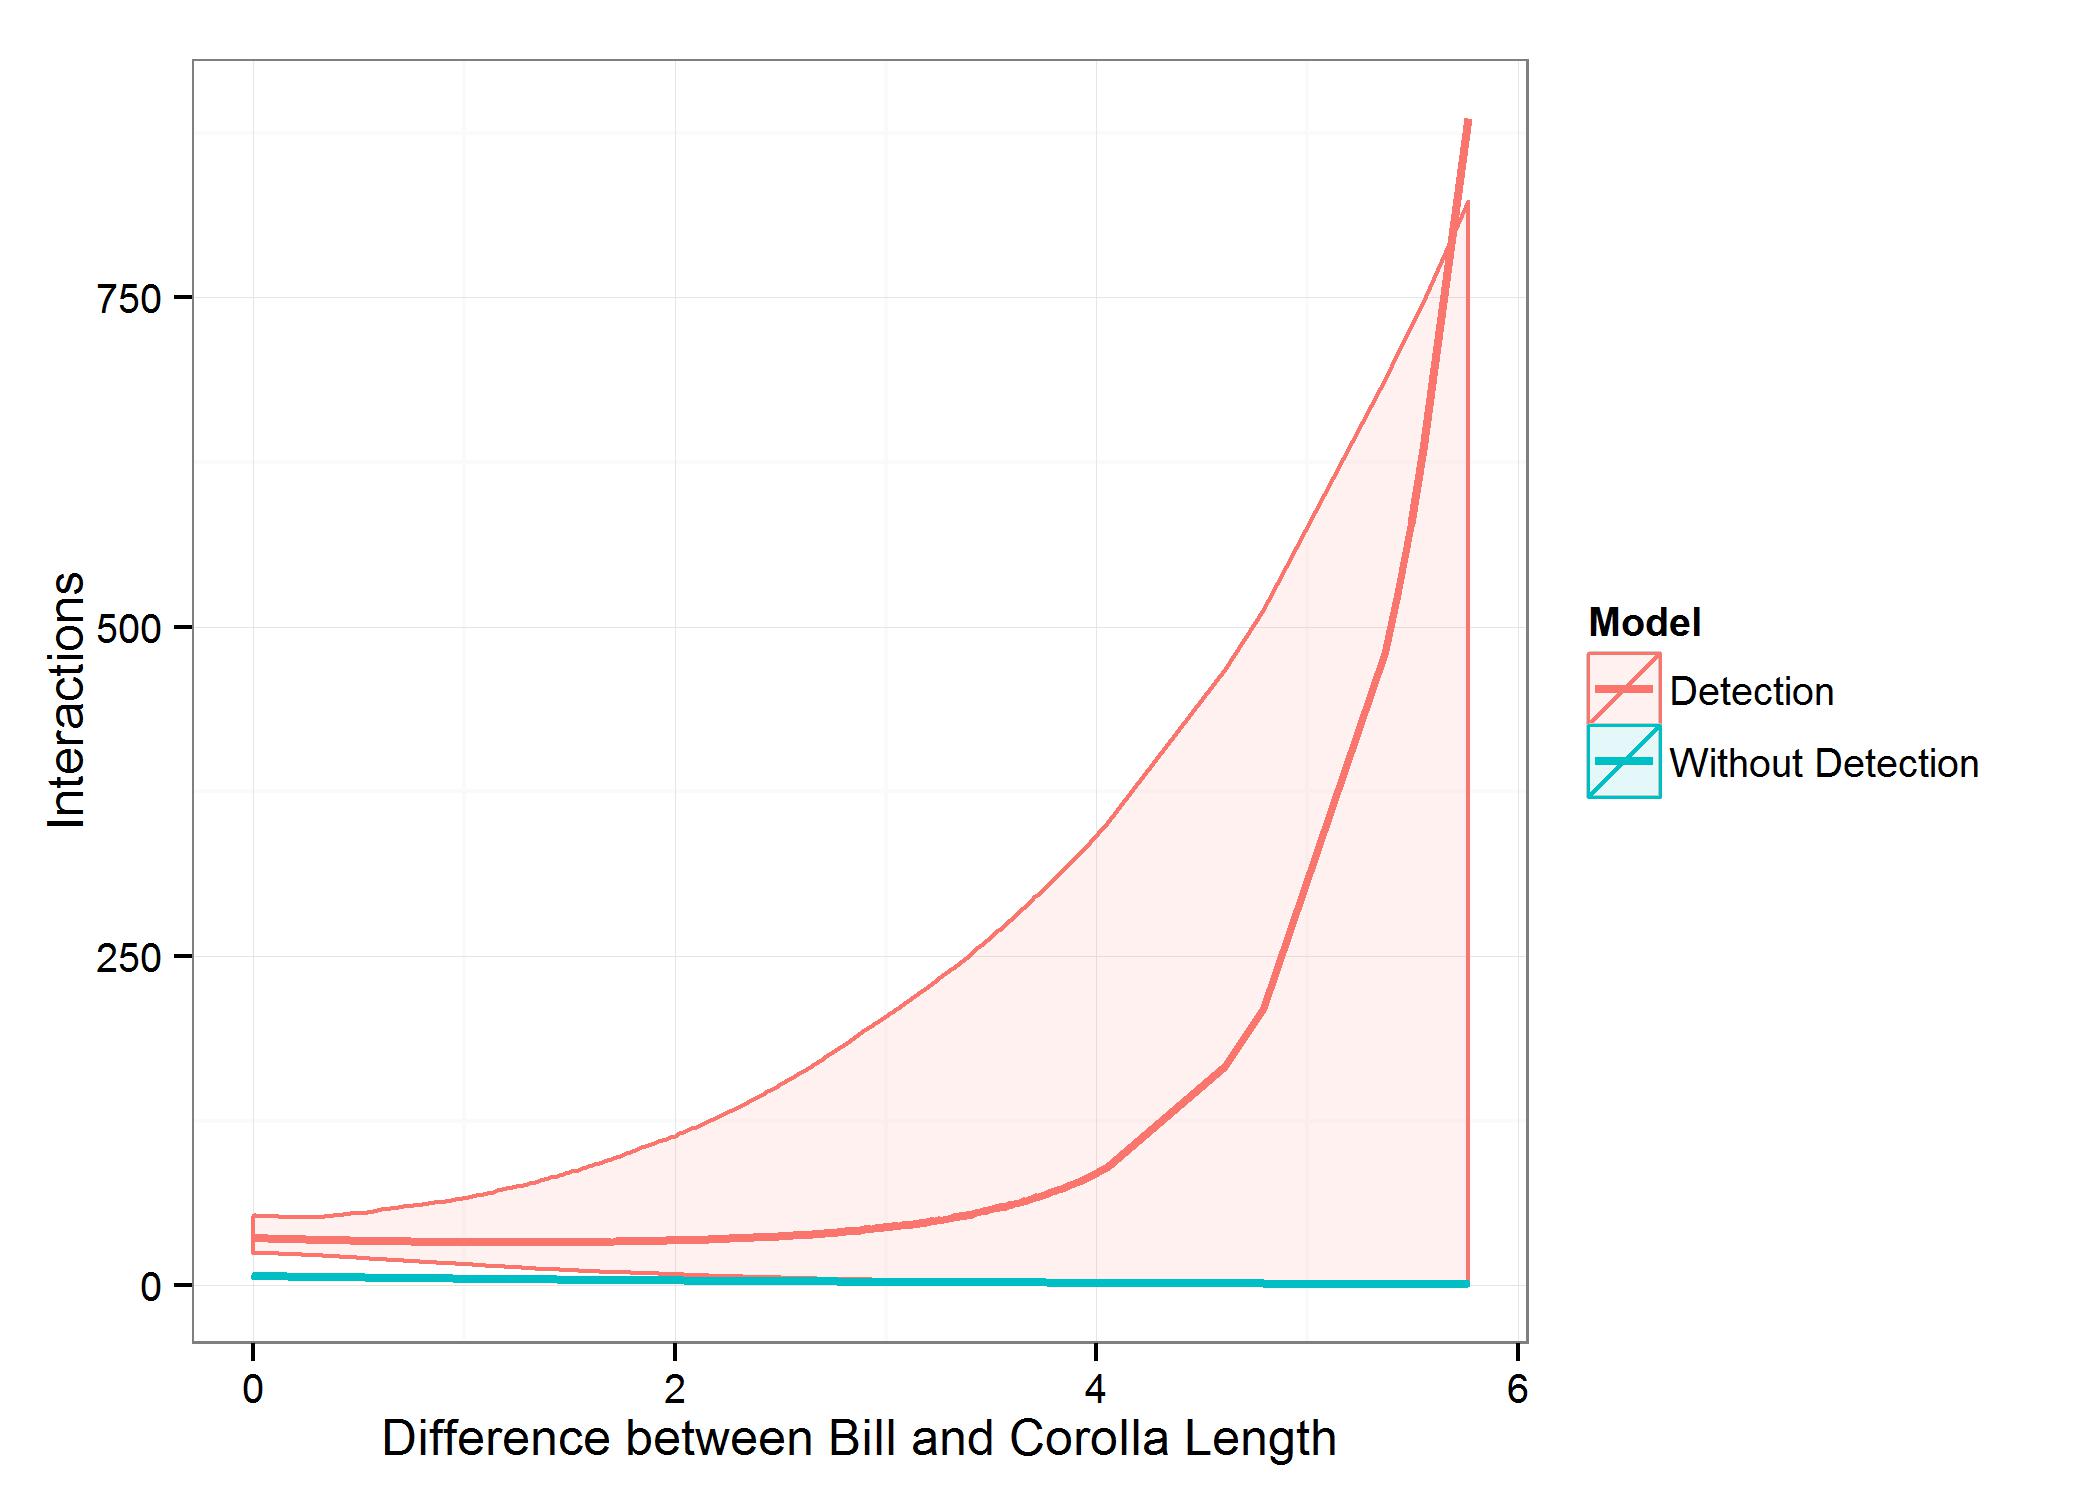 Interactions
750
500
250
0
0 2 4 6
Difference between Bill and Corolla Length
Model
Detection
Without Detection